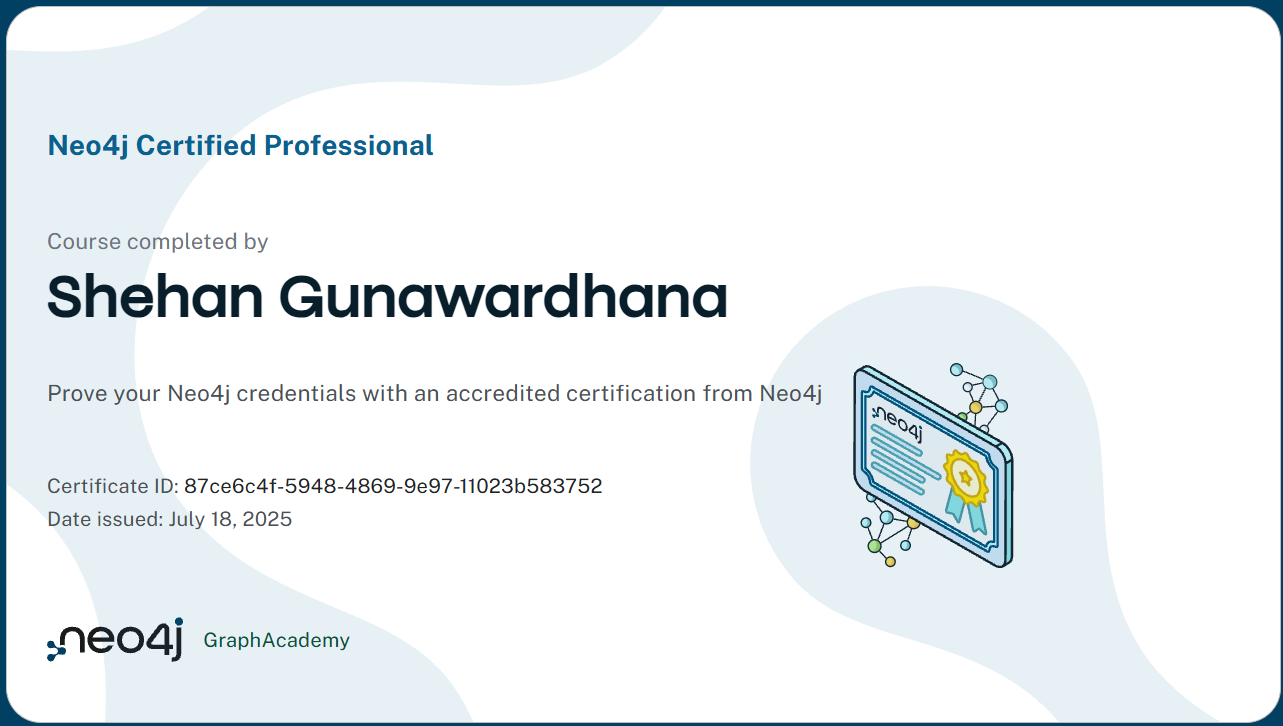 Neo4j Certified Professional
Course completed by
Shehan Gunawardhana
Prove your Neo4j credentials with an accredited certification from Neo4j
neo4j
Certificate ID: 87ce6c4f-5948-4869-9e97-11023b583752
Date issued: July 18, 2025
neo4j GraphAcademy